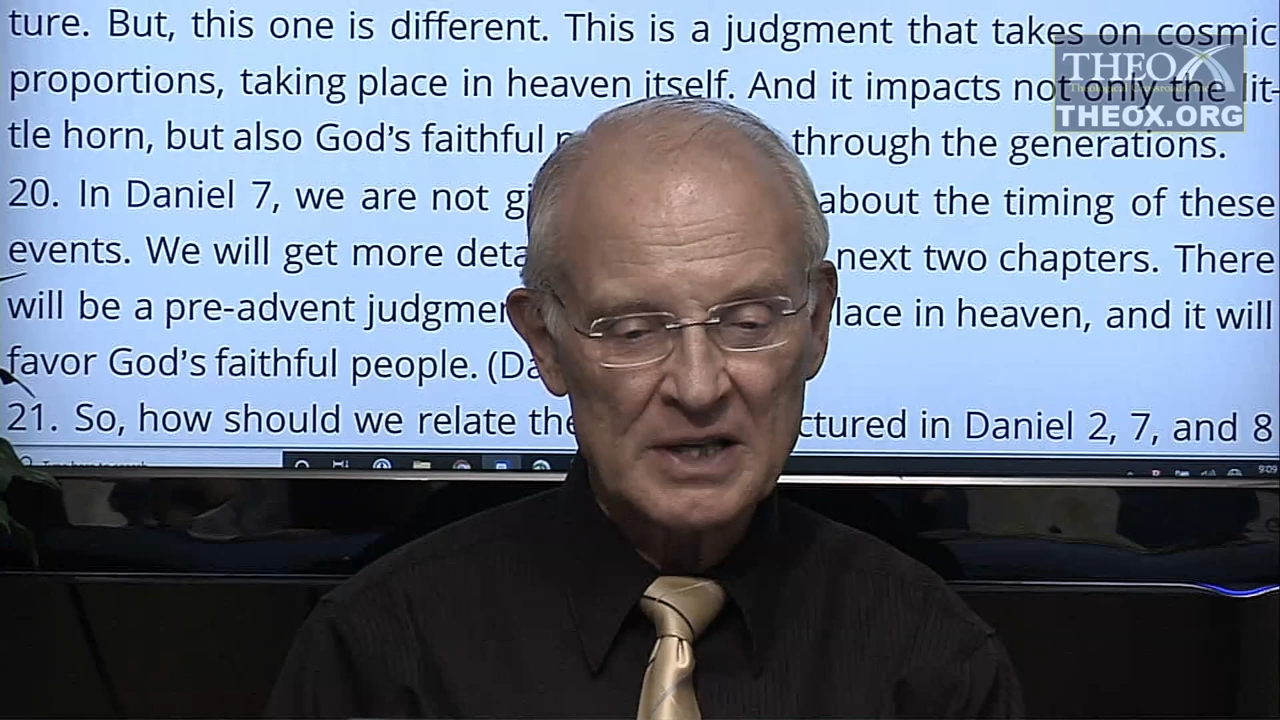 ture. But, this one is different. This is a judgment that takes on cosmic
proportions, taking place in heaven itself. And it impacts not only the lit-
tle horn, but also God's faithful through the generations.
20. In Daniel 7, we are not gi about the timing of these
events. We will get more deta next two chapters. There
will be a pre-advent judgmen lace in heaven, and it will
favor God's faithful people. (Da
21. So, how should we relate the ctured in Daniel 2, 7, and 8
THEOX
THEOX.ORG
9:09